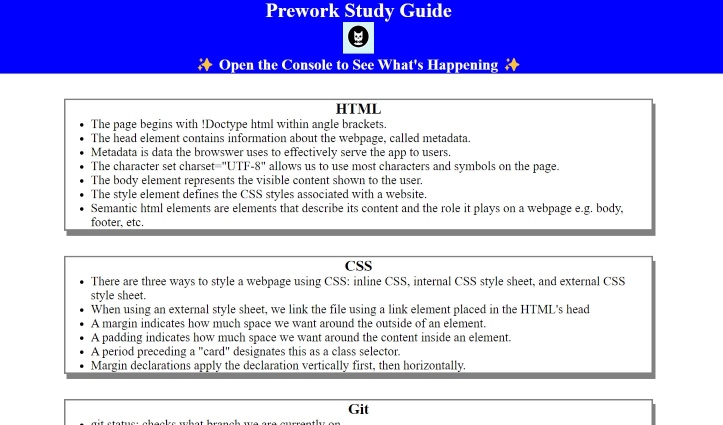 Prework Study Guide
✨ Open the Console to See What's Happening ✨
HTML
• The page begins with !Doctype html within angle brackets.
• The head element contains information about the webpage, called metadata.
• Metadata is data the browswer uses to effectively serve the app to users.
• The character set charset="UTF-8" allows us to use most characters and symbols on the page.
• The body element represents the visible content shown to the user.
• The style element defines the CSS styles associated with a website.
• Semantic html elements are elements that describe its content and the role it plays on a webpage e.g. body,
footer, etc.
CSS
• There are three ways to style a webpage using CSS: inline CSS, internal CSS style sheet, and external CSS
style sheet.
• When using an external style sheet, we link the file using a link element placed in the HTML's head
• A margin indicates how much space we want around the outside of an element.
• A padding indicates how much space we want around the content inside an element.
• A period preceding a "card" designates this as a class selector.
• Margin declarations apply the declaration vertically first, then horizontally.
Git
• git status: checks what branch we are currently on